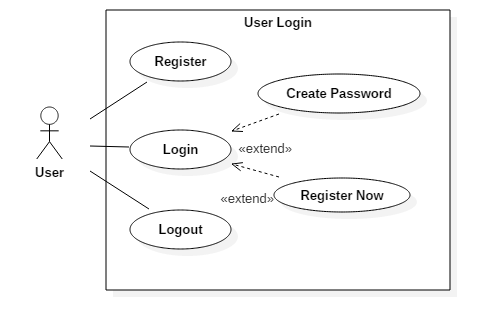 User Login
Register
Create Password
Login
«extend»
User
Register Now
«extend»
Logout